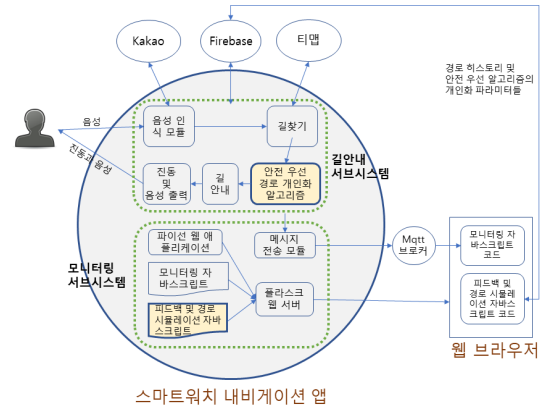 Kakao
Firebase
티맵
경로 히스토리 및
안전 우선 알고리즘의
개인화 파라미터들
음성
진동과 음성
음성 인
식 모듈
길찾기
길안내
서브시스템
진동
및
음성 출력
길
안내
안전 우선
경로 개인화
알고리즘
파이선 웹 애
플리케이션
메시지
전송 모듈
Mqtt
브로커
모니터링 자
바스크립트
코드
모니터링
서브시스템
모니터링 자
바스크립트
플라스크
웹 서버
피드백 및 경로
시뮬레이션 자바
스크립트
피드백 및
경로 시뮬레
이션 자바스
크립트 코드
웹 브라우저
스마트워치 내비게이션 앱